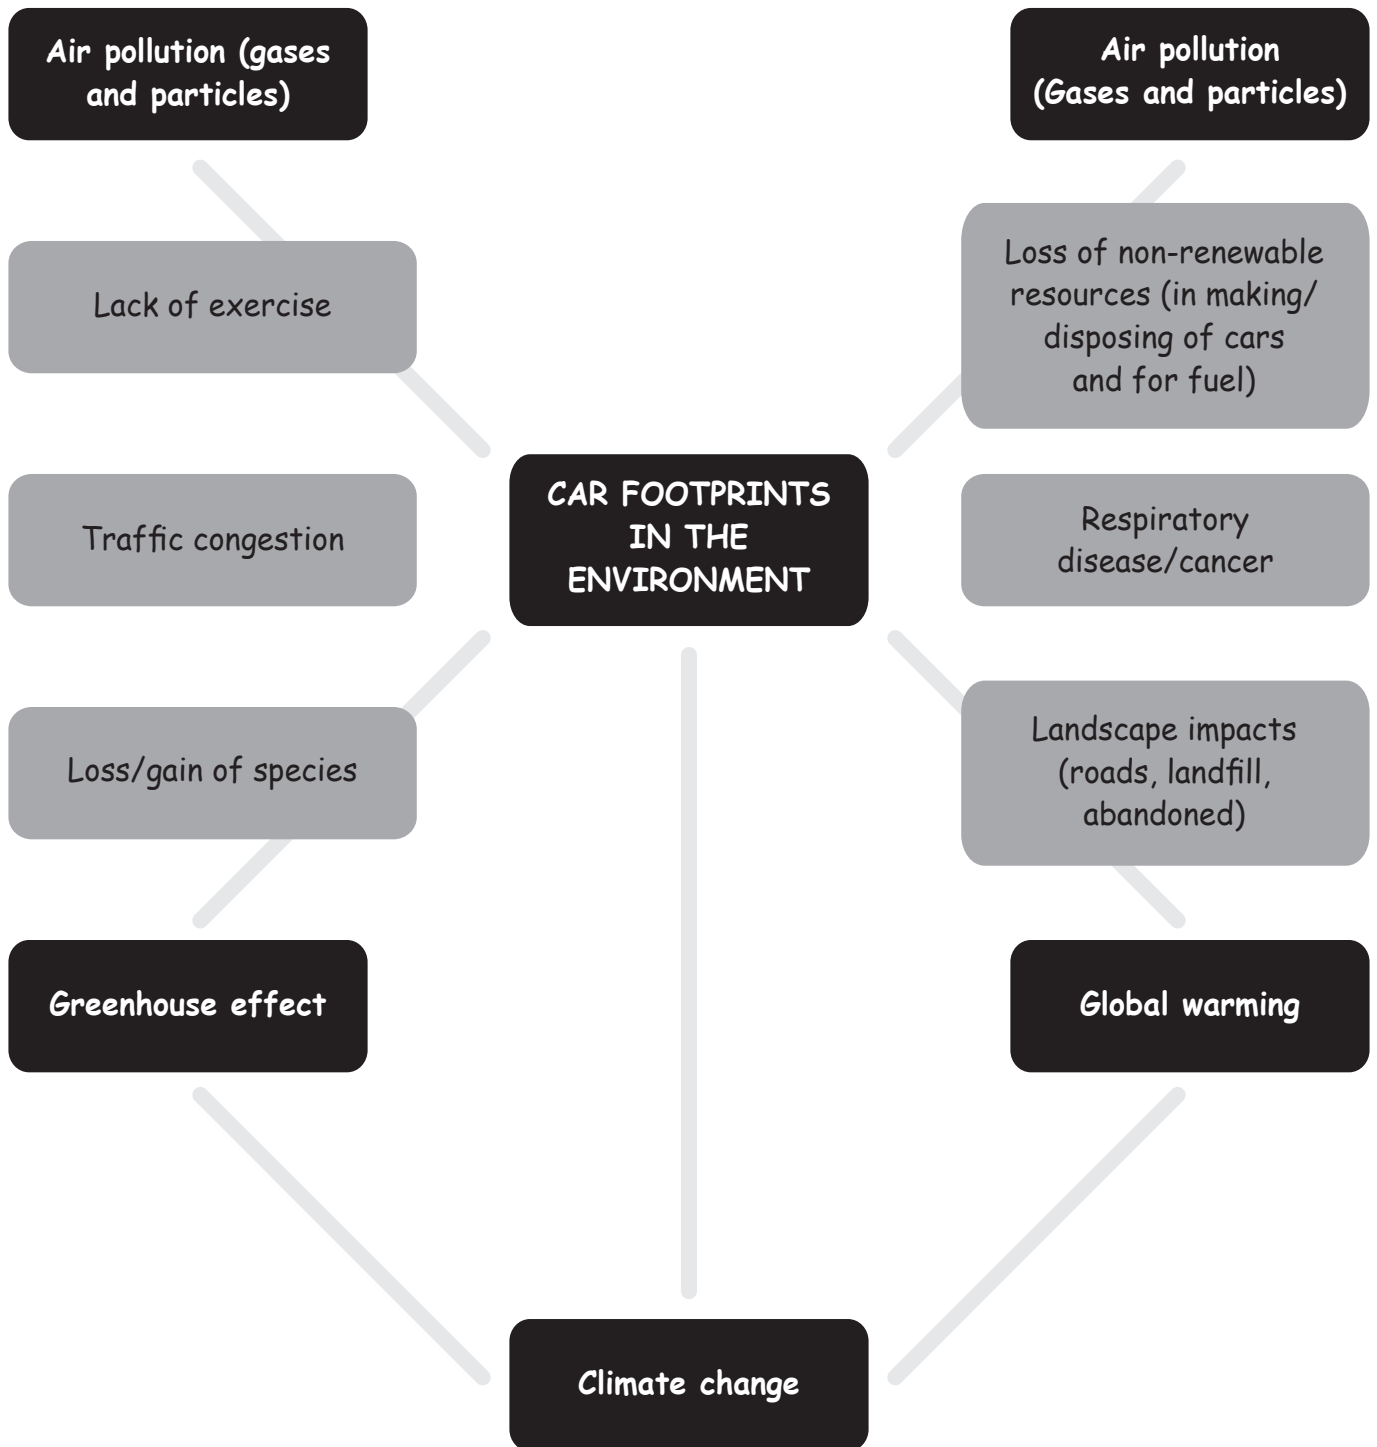 Air pollution (gases
and particles)
Air pollution
(Gases and particles)
Lack of exercise
Loss of non-renewable
resources (in making/
disposing of cars
and for fuel)
CAR FOOTPRINTS
IN THE
ENVIRONMENT
Traffic congestion
Respiratory
disease/cancer
Loss/gain of species
Landscape impacts
(roads, landfill,
abandoned)
Greenhouse effect
Global warming
Climate change